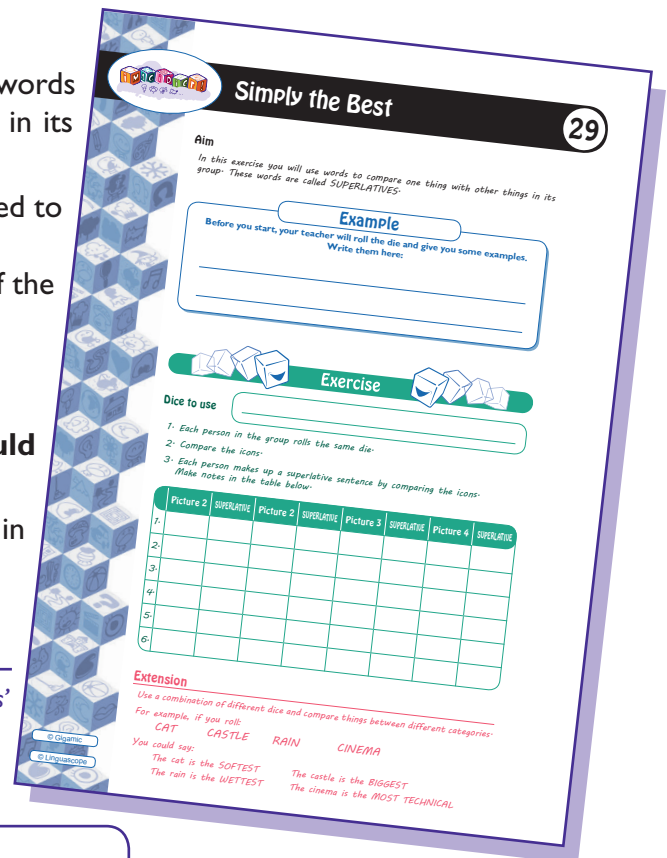 words
in its
ed to
f the
uld
in
s'
Simply the Best
29
Aim
In this exercise you will use words to compare one thing with other things in its
group. These words are called SUPERLATIVES.
Example
Before you start, your teacher will roll the die and give you some examples.
Write them here:
Exercise
Dice to use
1. Each person in the group rolls the same die.
2. Compare the icons.
3. Each person makes up a superlative sentence by comparing the icons.
Make notes in the table below.
Picture 2 SUPERLATIVE Picture 2 SUPERLATIVE Picture 3 SUPERLATIVE Picture 4 SUPERLATIVE
1.
2.
3.
4.
5.
6.
Extension
Use a combination of different dice and compare things between different categories.
For example, if you roll:
CAT CASTLE RAIN CINEMA
You could say:
The cat is the SOFTEST The castle is the BIGGEST
The rain is the WETTEST The cinema is the MOST TECHNICAL
© Gigamic
© Linguascope